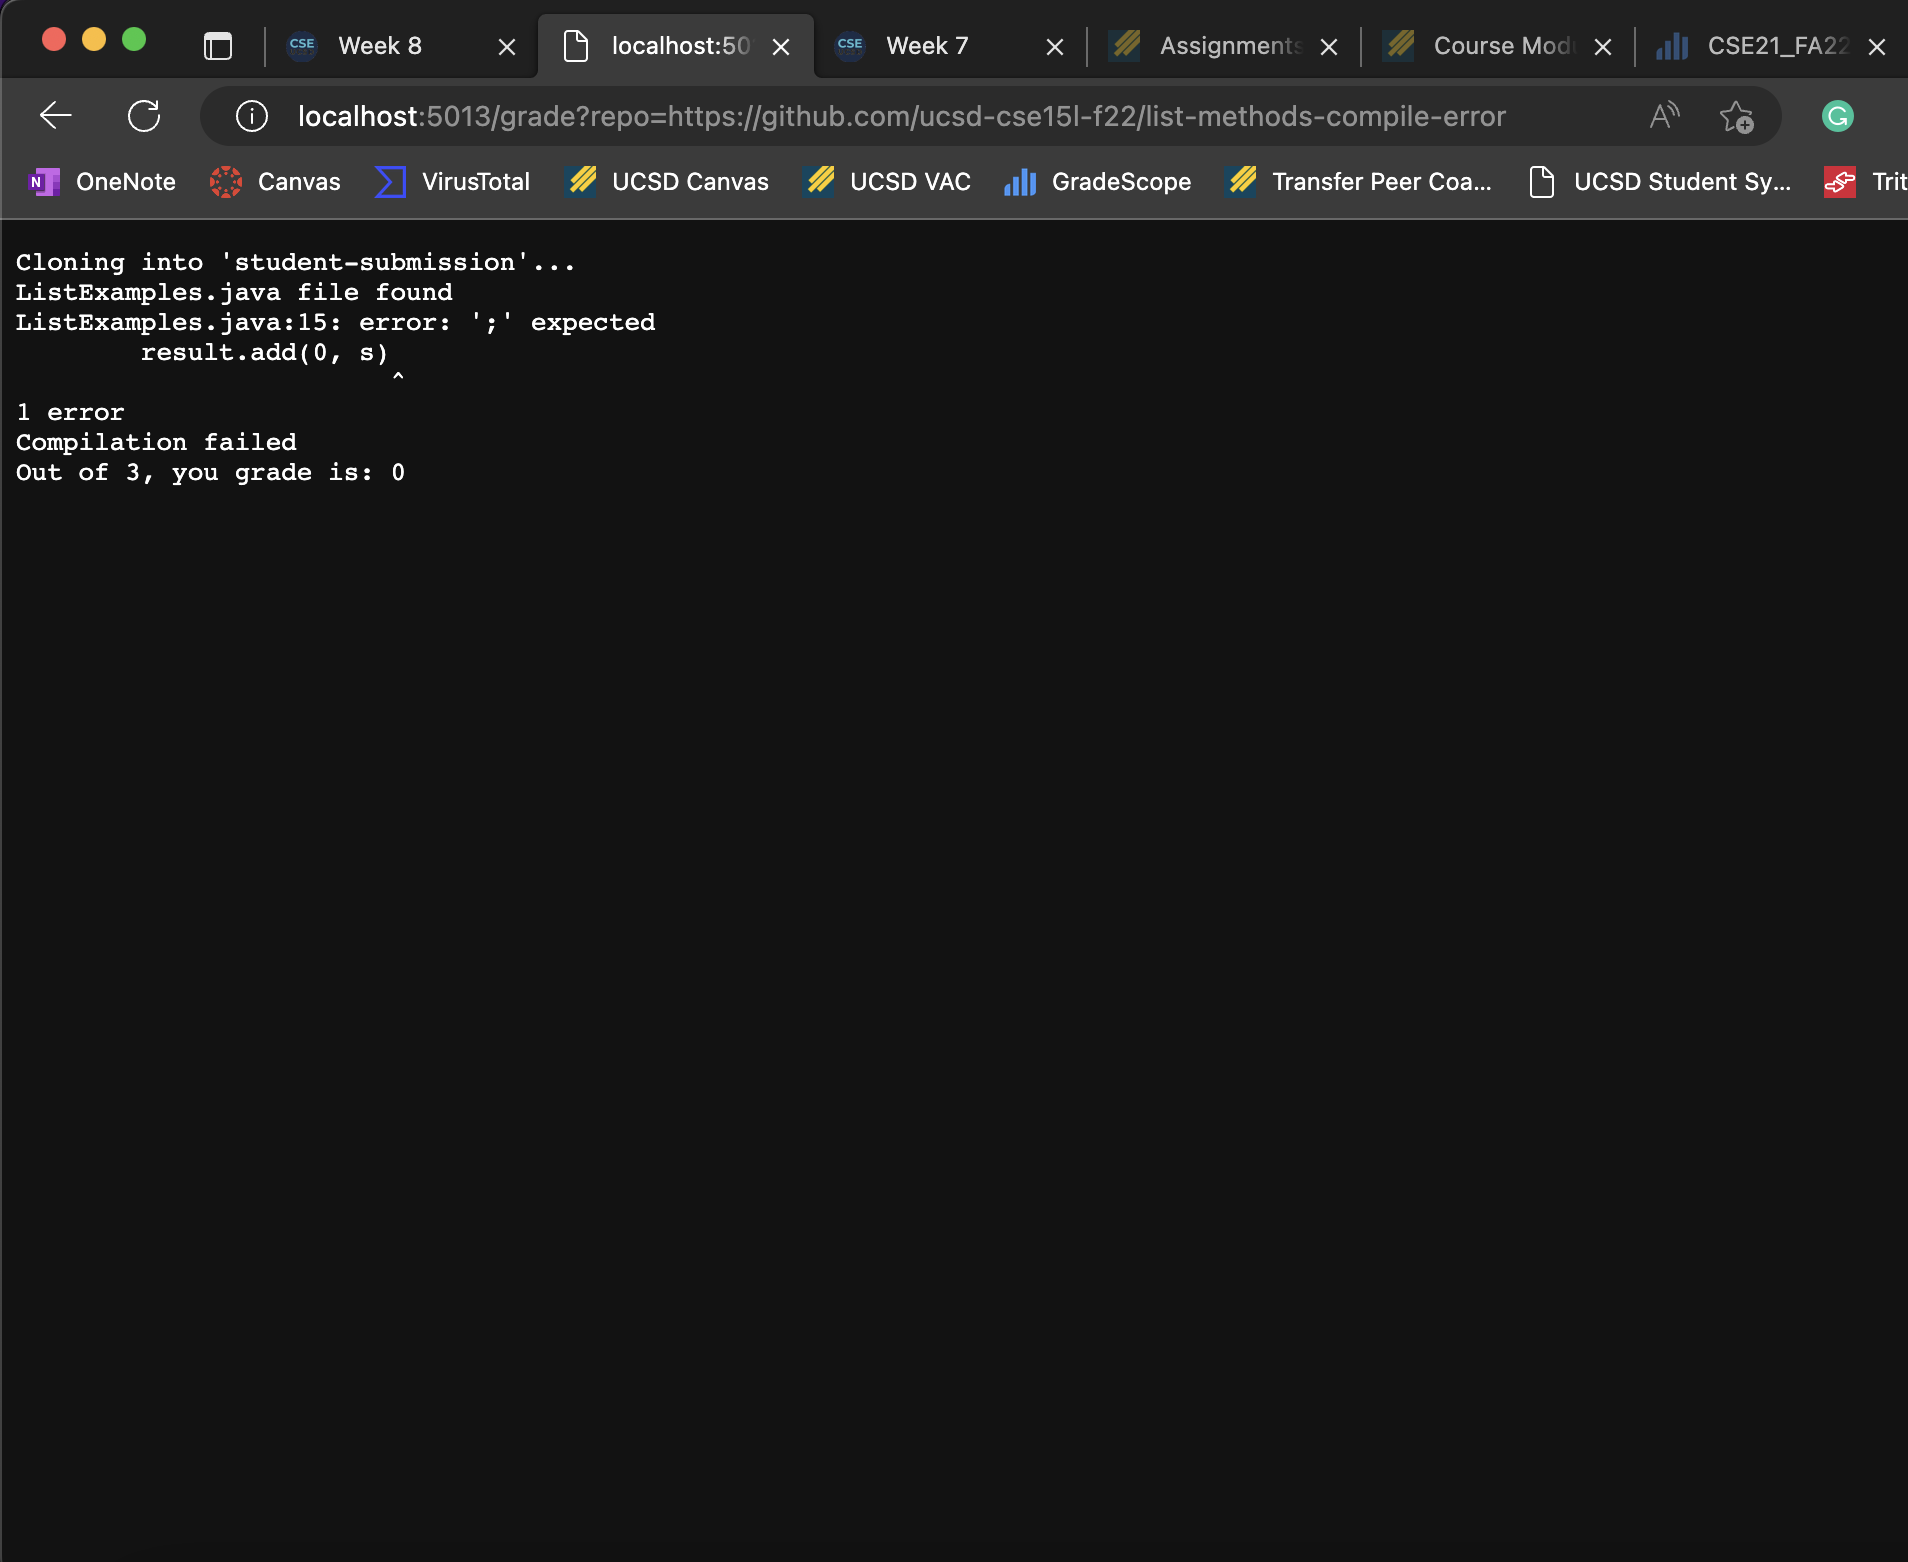 CSE Week 8 localhost:50 CSE Week 7 Assignments Course Mod CSE21_FA22
localhost:5013/grade?repo=https://github.com/ucsd-cse15l-f22/list-methods-compile-error
N OneNote Canvas VirusTotal UCSD Canvas UCSD VAC GradeScope Transfer Peer Coa... UCSD Student Sy... Trit
Cloning into 'student-submission'...
ListExamples.java file found
ListExamples.java:15: error: ';' expected
        result.add(0, s)
                        ^
1 error
Compilation failed
Out of 3, you grade is: 0